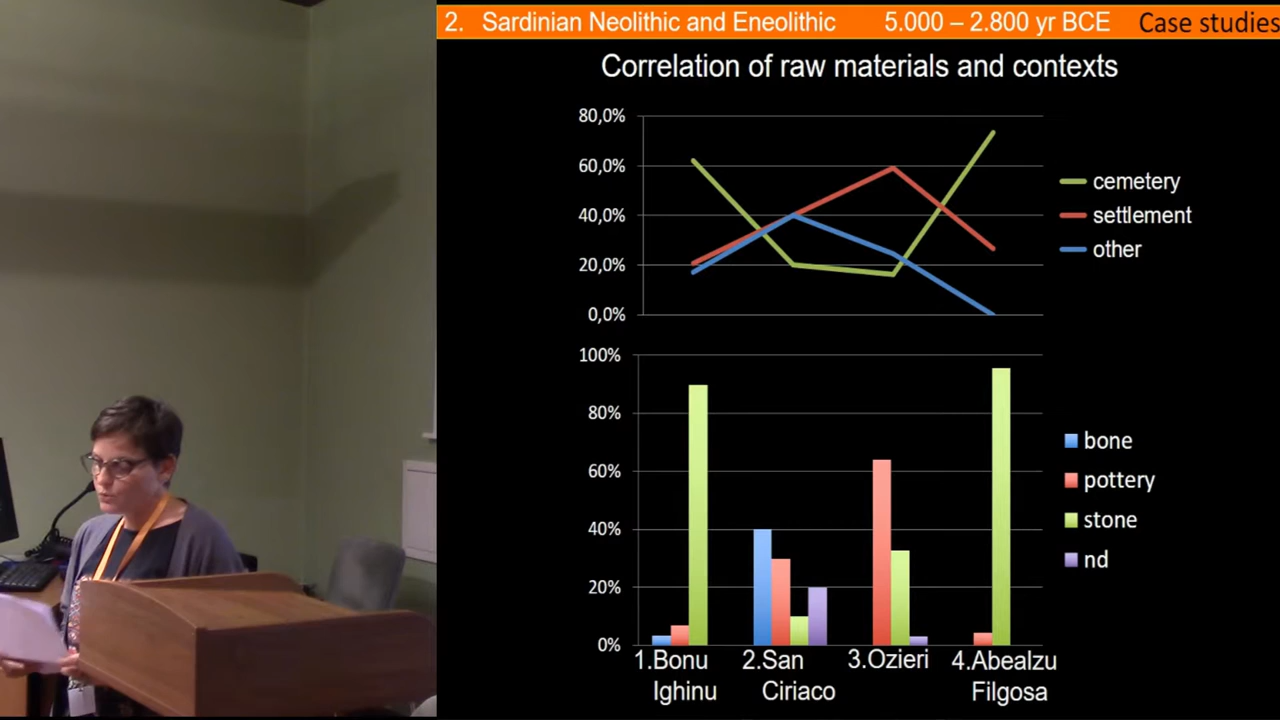 2. Sardinian Neolithic and Eneolithic 5.000 – 2.800 yr BCE Case studies
Correlation of raw materials and contexts
80,0%
60,0%
40,0%
20,0%
0,0%
cemetery
settlement
other
100%
80%
60%
40%
20%
0%
bone
pottery
stone
nd
1.Bonu Ighinu
2.San Ciriaco
3.Ozieri
4.Abealzu Filgosa